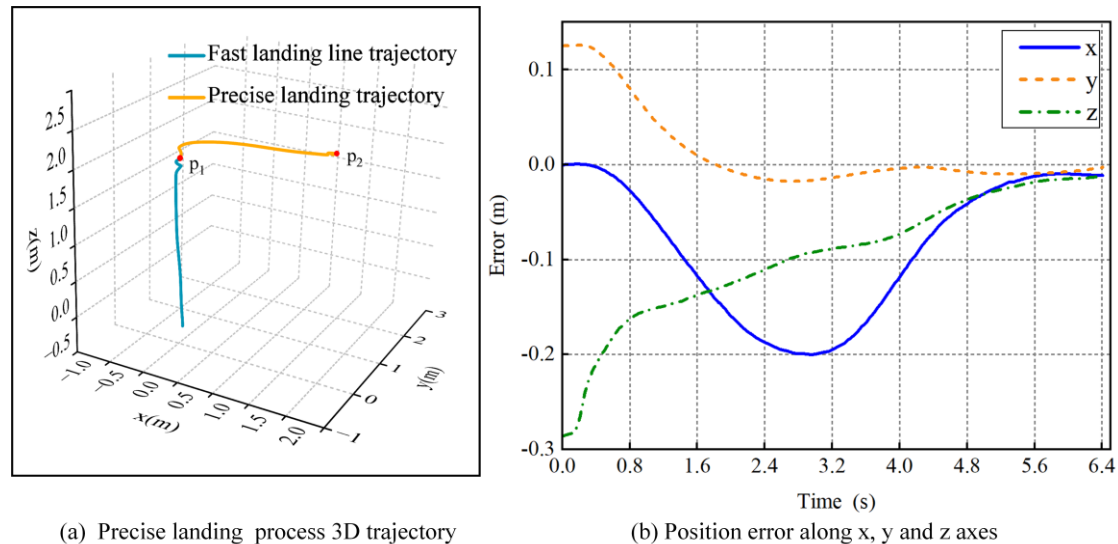 Fast landing line trajectory
Precise landing trajectory
2.5
2.0
1.5
1.0
0.5
0.0
-0.5
z(m)
p1
p2
-1.0
-0.5
0.0
0.5
1.0
1.5
2.0
x(m)
3
2
1
0
-1
y(m)
(a) Precise landing process 3D trajectory
x
y
z
0.1
0.0
-0.1
-0.2
-0.3
Error (m)
0.0 0.8 1.6 2.4 3.2 4.0 4.8 5.6 6.4
Time (s)
(b) Position error along x, y and z axes